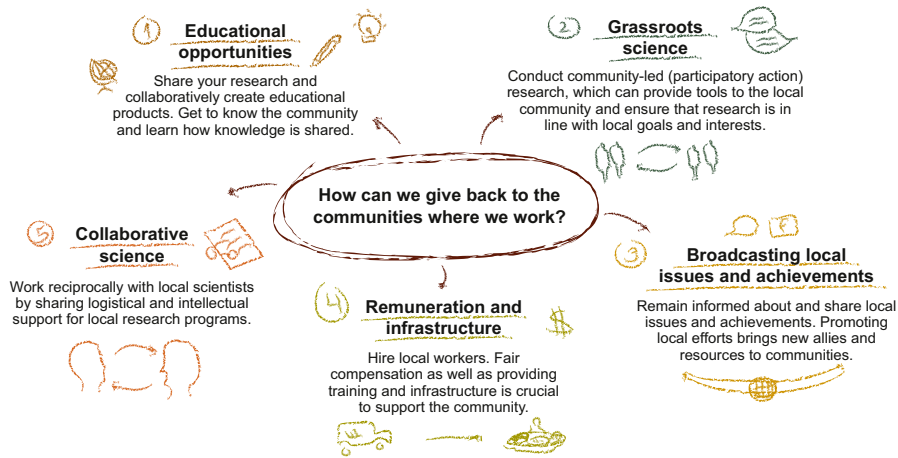 How can we give back to the
communities where we work?
1
Educational
opportunities
Share your research and
collaboratively create educational
products. Get to know the community
and learn how knowledge is shared.
2
Grassroots
science
Conduct community-led (participatory action)
research, which can provide tools to the local
community and ensure that research is in
line with local goals and interests.
3
Broadcasting local
issues and achievements
Remain informed about and share local
issues and achievements. Promoting
local efforts brings new allies and
resources to communities.
4
Remuneration and
infrastructure
$
Hire local workers. Fair
compensation as well as providing
training and infrastructure is crucial
to support the community.
5
Collaborative
science
Work reciprocally with local scientists
by sharing logistical and intellectual
support for local research programs.